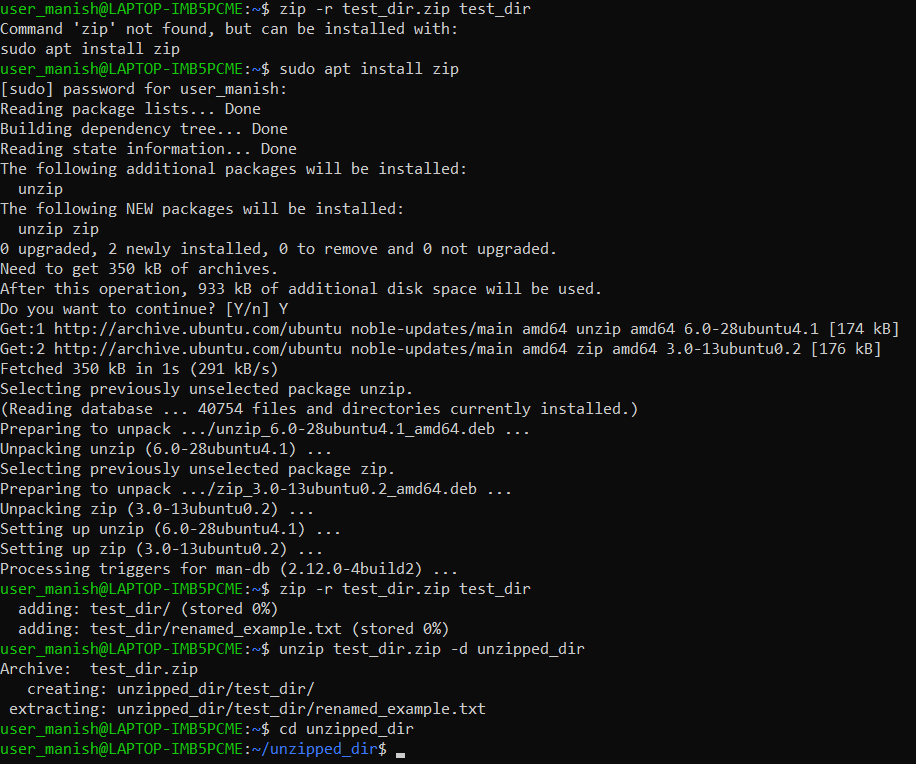 user_manish@LAPTOP-IMB5PCME:~$ zip -r test_dir.zip test_dir
Command 'zip' not found, but can be installed with:
sudo apt install zip
user_manish@LAPTOP-IMB5PCME:~$ sudo apt install zip
[sudo] password for user_manish:
Reading package lists... Done
Building dependency tree... Done
Reading state information... Done
The following additional packages will be installed:
  unzip
The following NEW packages will be installed:
  unzip zip
0 upgraded, 2 newly installed, 0 to remove and 0 not upgraded.
Need to get 350 kB of archives.
After this operation, 933 kB of additional disk space will be used.
Do you want to continue? [Y/n] Y
Get:1 http://archive.ubuntu.com/ubuntu noble-updates/main amd64 unzip amd64 6.0-28ubuntu4.1 [174 kB]
Get:2 http://archive.ubuntu.com/ubuntu noble-updates/main amd64 zip amd64 3.0-13ubuntu0.2 [176 kB]
Fetched 350 kB in 1s (291 kB/s)
Selecting previously unselected package unzip.
(Reading database ... 40754 files and directories currently installed.)
Preparing to unpack .../unzip_6.0-28ubuntu4.1_amd64.deb ...
Unpacking unzip (6.0-28ubuntu4.1) ...
Selecting previously unselected package zip.
Preparing to unpack .../zip_3.0-13ubuntu0.2_amd64.deb ...
Unpacking zip (3.0-13ubuntu0.2) ...
Setting up unzip (6.0-28ubuntu4.1) ...
Setting up zip (3.0-13ubuntu0.2) ...
Processing triggers for man-db (2.12.0-4build2) ...
user_manish@LAPTOP-IMB5PCME:~$ zip -r test_dir.zip test_dir
  adding: test_dir/ (stored 0%)
  adding: test_dir/renamed_example.txt (stored 0%)
user_manish@LAPTOP-IMB5PCME:~$ unzip test_dir.zip -d unzipped_dir
Archive:  test_dir.zip
   creating: unzipped_dir/test_dir/
 extracting: unzipped_dir/test_dir/renamed_example.txt
user_manish@LAPTOP-IMB5PCME:~$ cd unzipped_dir
user_manish@LAPTOP-IMB5PCME:~/unzipped_dir$